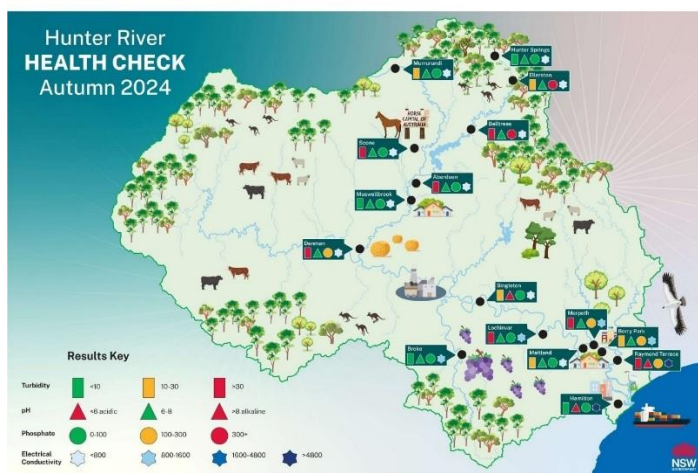 Hunter River
HEALTH CHECK
Autumn 2024
Hunter Springs
Murrurundi
Ellerston
HORSE
CAPITAL OF
AUSTRALIA
Belltrees
Scone
Aberdeen
Muswellbrook
Denman
Singleton
Morpeth
Lochinvar
Berry Park
Broke
Maitland
Raymond Terrace
Hamilton
Results Key
Turbidity
<10
10-30
>30
pH
<6 acidic
6-8
>8 alkaline
Phosphate
0-100
100-300
300+
Electrical
Conductivity
<800
800-1600
1600-4800
>4800
NSW